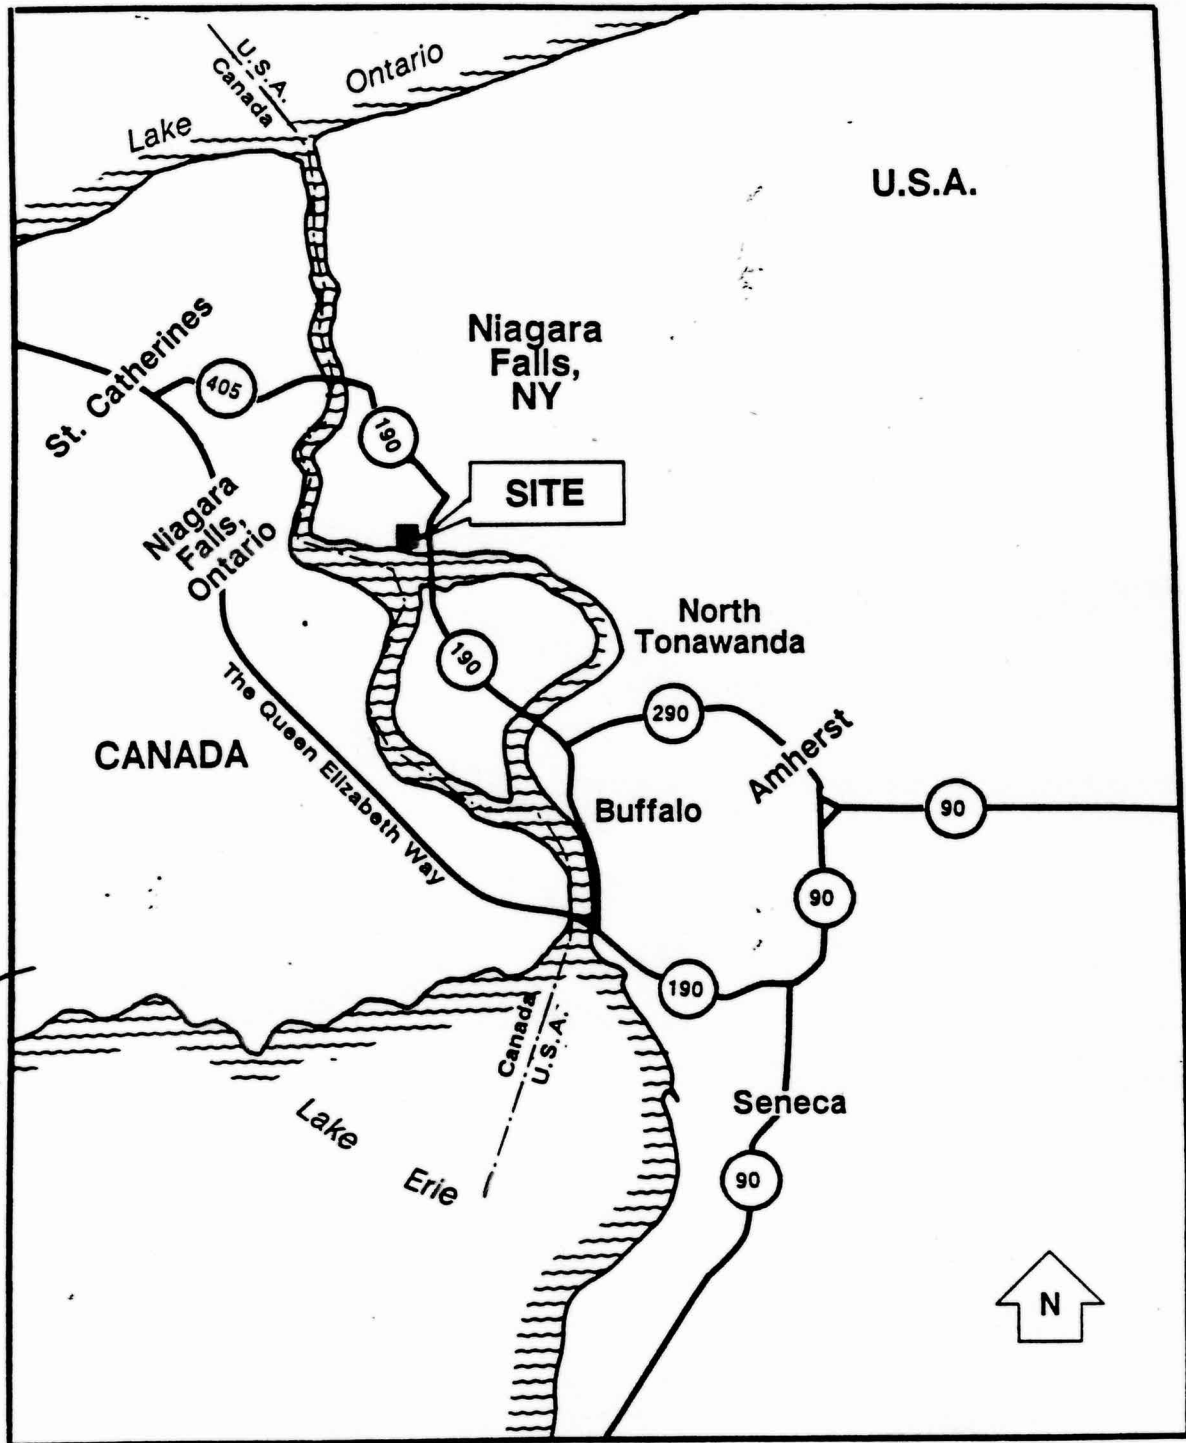 U.S.A.
Canada
Lake Ontario
U.S.A.
St. Catherines
405
Niagara
Falls,
NY
190
SITE
Niagara
Falls,
Ontario
North
Tonawanda
190
290
The Queen Elizabeth Way
CANADA
Amherst
Buffalo
90
90
190
Canada
U.S.A.
Seneca
Lake Erie
90
N